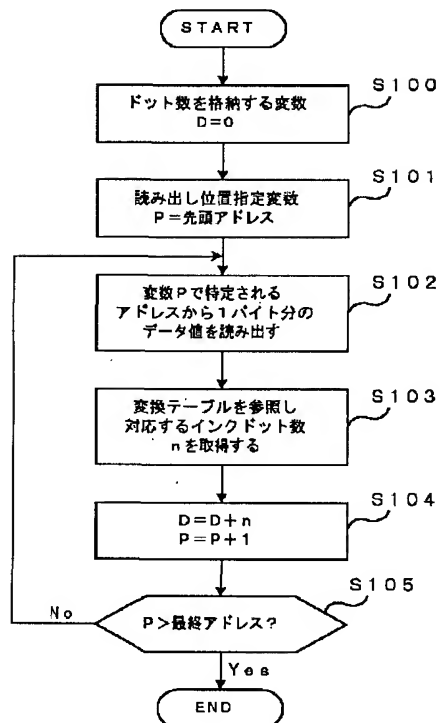 START
S100
ドット数を格納する変数
D=0
S101
読み出し位置指定変数
P=先頭アドレス
S102
変数Pで特定される
アドレスから1バイト分の
データ値を読み出す
S103
変換テーブルを参照し
対応するインクドット数
nを取得する
S104
D=D+n
P=P+1
S105
No
P>最終アドレス?
Yes
END